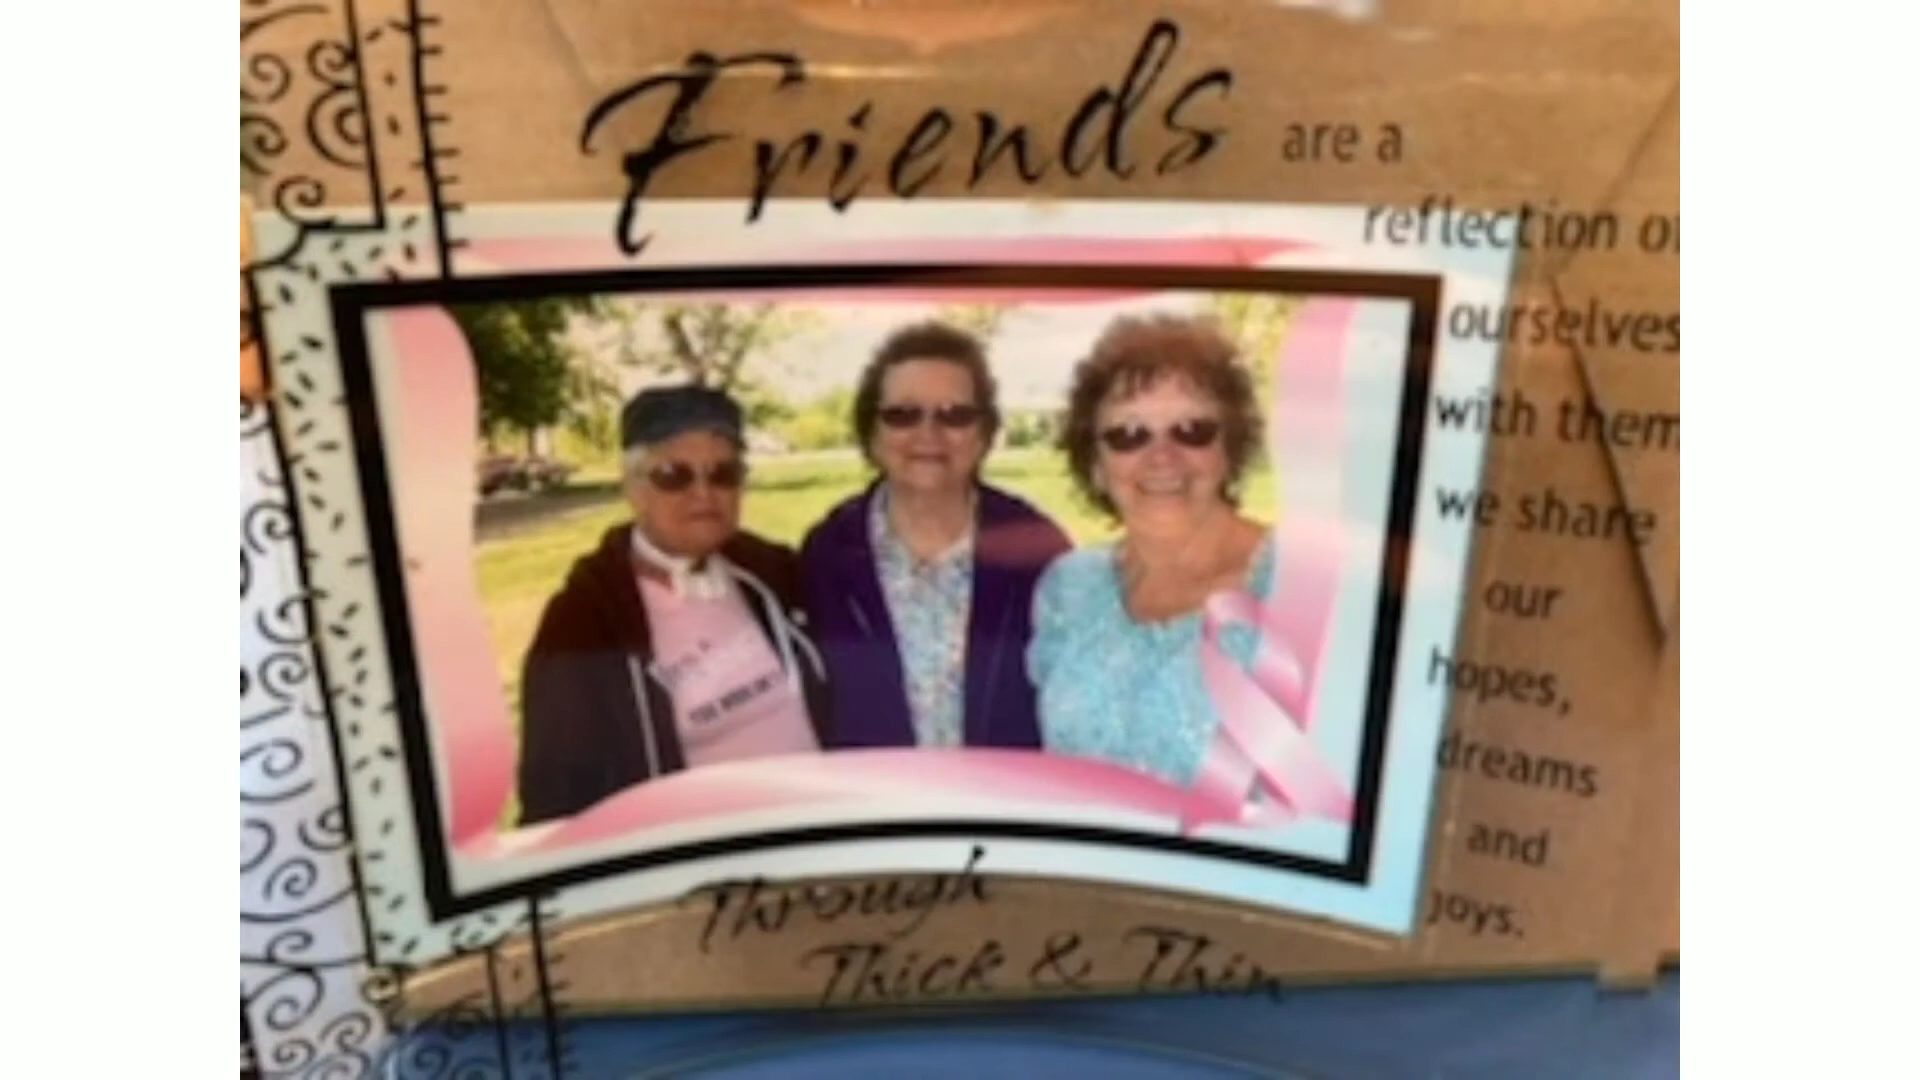 Friends are a
reflection of
ourselves
with them
we share
our
hopes,
dreams
and
joys.
Through
Thick & Thin